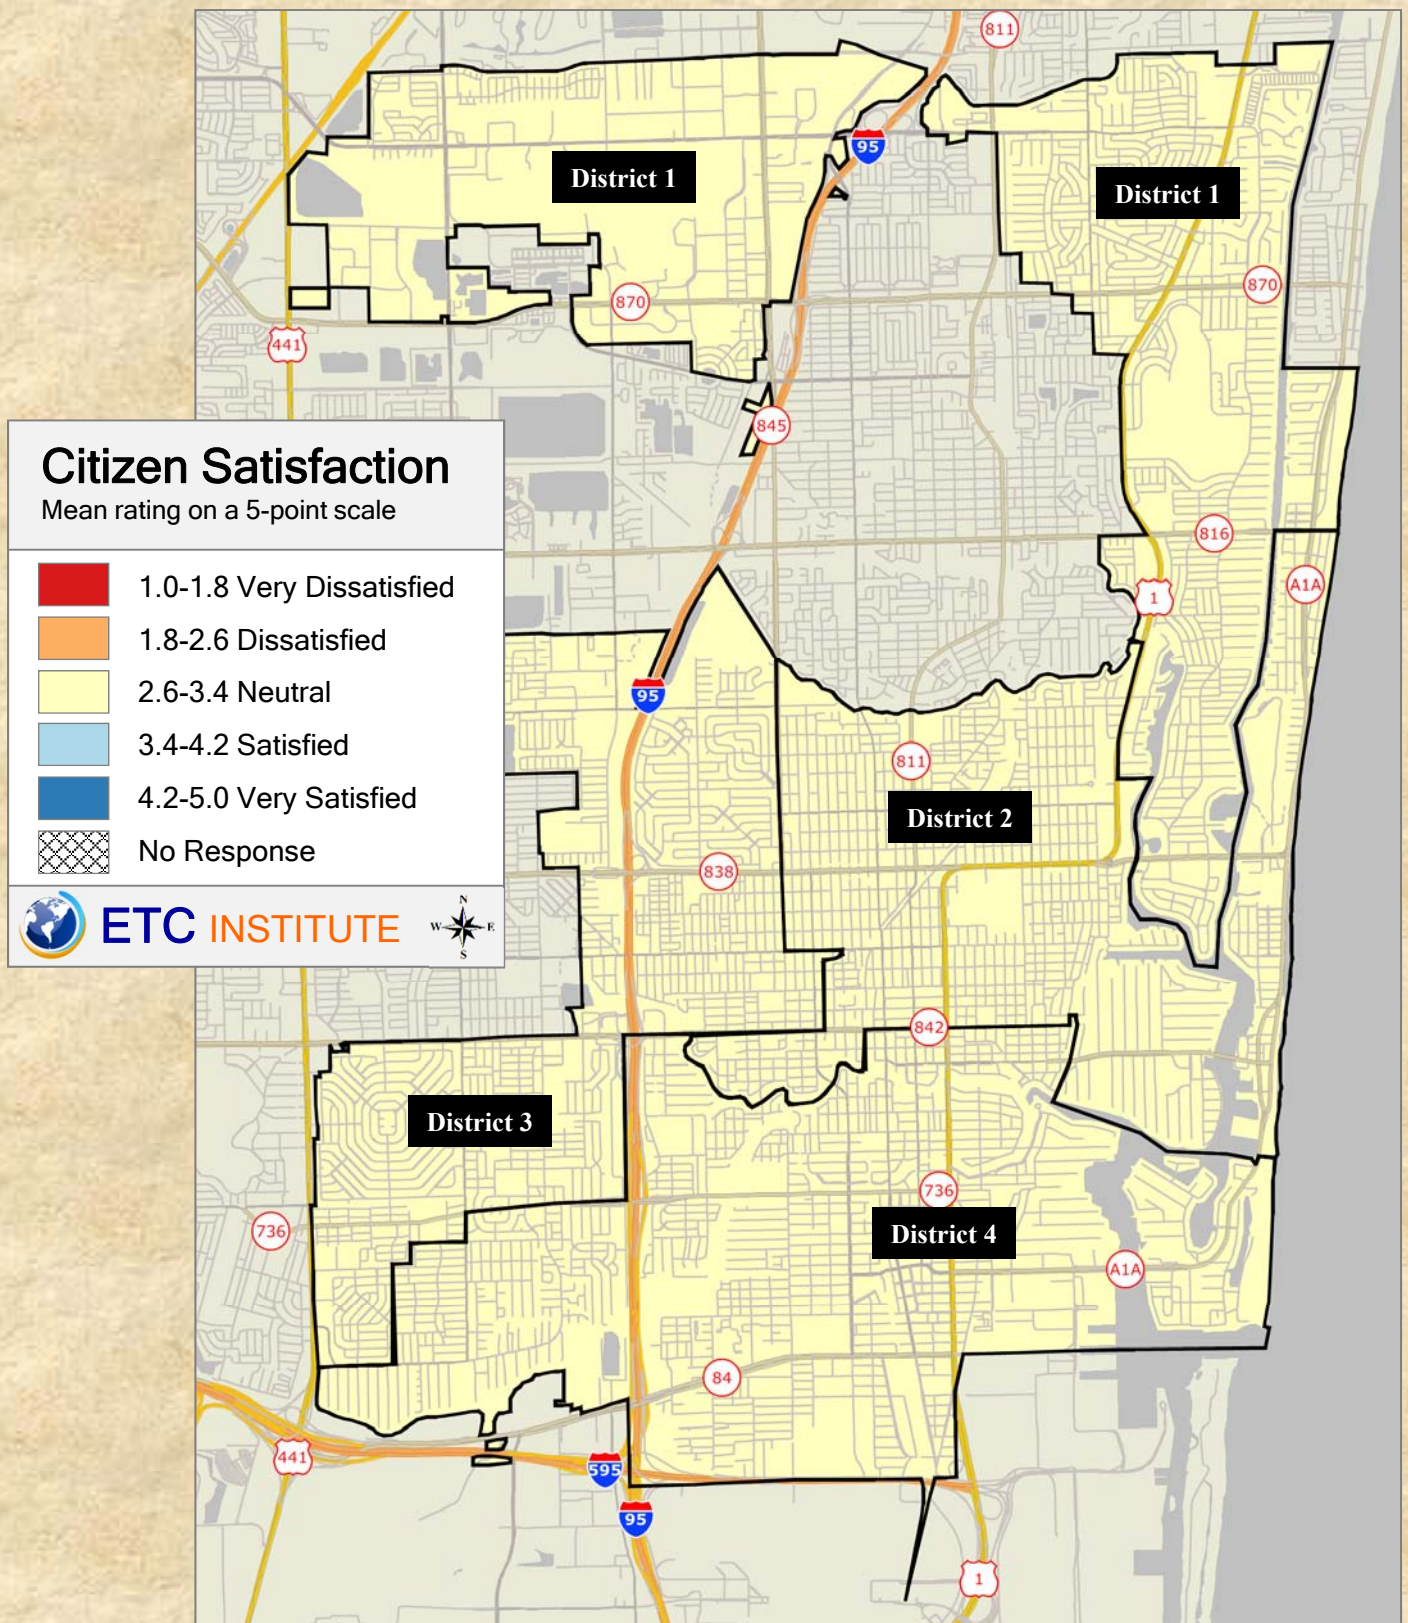 811
95
District 1
District 1
870
870
441
845
Citizen Satisfaction
Mean rating on a 5-point scale
816
1.0-1.8 Very Dissatisfied
A1A
1
1.8-2.6 Dissatisfied
2.6-3.4 Neutral
95
3.4-4.2 Satisfied
811
4.2-5.0 Very Satisfied
District 2
No Response
838
ETC INSTITUTE
N
W E
S
842
District 3
736
736
District 4
A1A
84
441
595
95
1